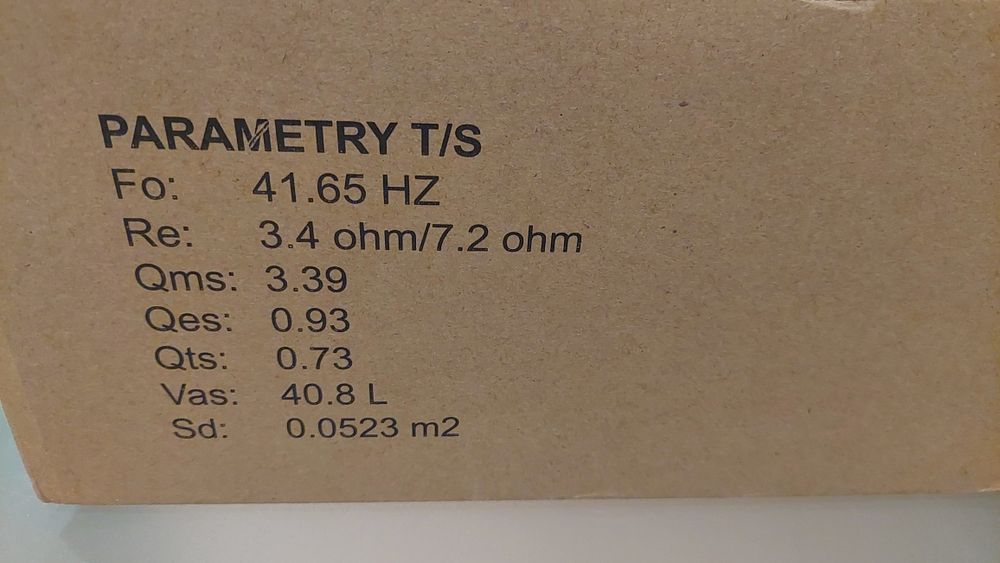 PARAMETRY T/S
Fo: 41.65 HZ
Re: 3.4 ohm/7.2 ohm
Qms: 3.39
Qes: 0.93
Qts: 0.73
Vas: 40.8 L
Sd: 0.0523 m2